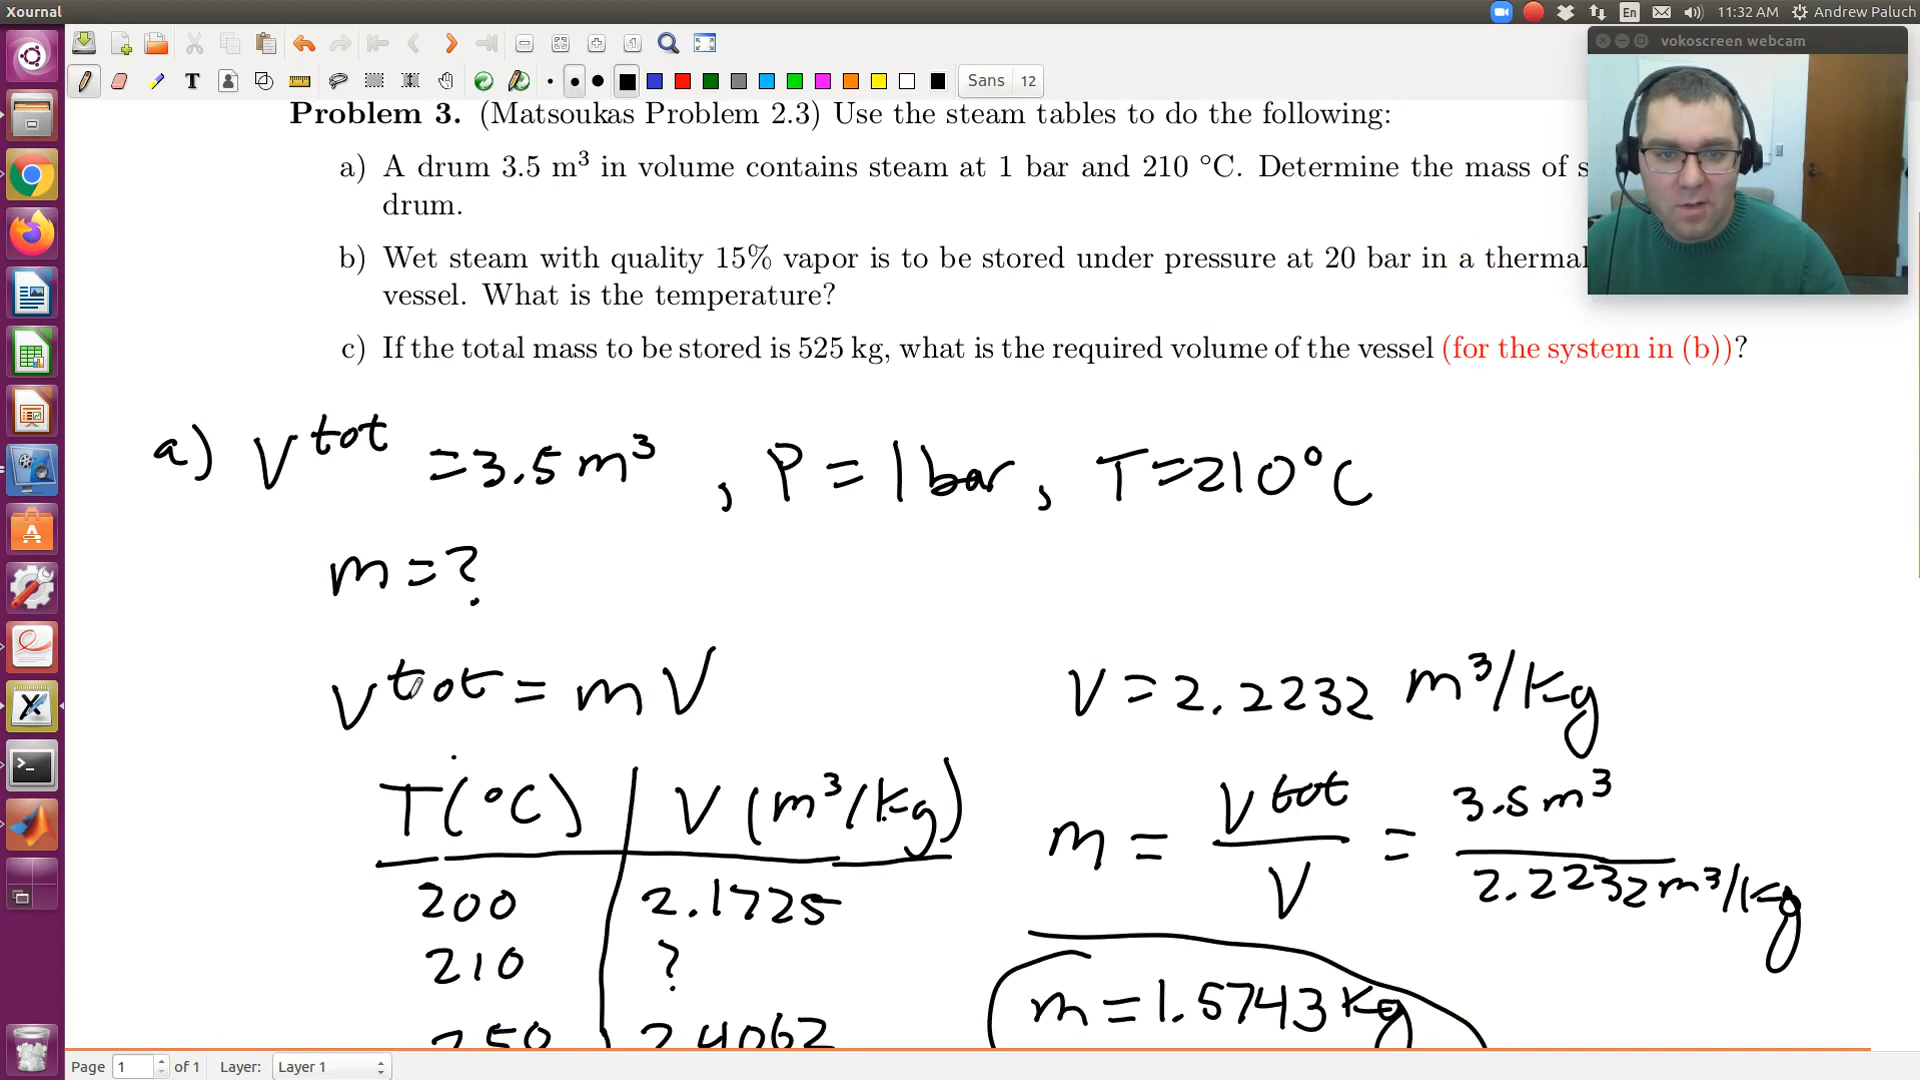 Xournal
En
11:32 AM
Andrew Paluch
vokoscreen webcam
Sans 12
Problem 3. (Matsoukas Problem 2.3) Use the steam tables to do the following:
a) A drum 3.5 m³ in volume contains steam at 1 bar and 210 °C. Determine the mass of s
drum.
b) Wet steam with quality 15% vapor is to be stored under pressure at 20 bar in a thermal
vessel. What is the temperature?
c) If the total mass to be stored is 525 kg, what is the required volume of the vessel (for the system in (b))?
a) V^tot = 3.5 m³, P = 1 bar, T = 210°C
m = ?
V^tot = m V
T(°C) | V (m³/kg)
200 2.1725
210 ?
250 2.4062
V = 2.2232 m³/kg
m = V^tot / V = 3.5 m³ / 2.2232 m³/kg
m = 1.5743 kg
Page 1 of 1 Layer: Layer 1